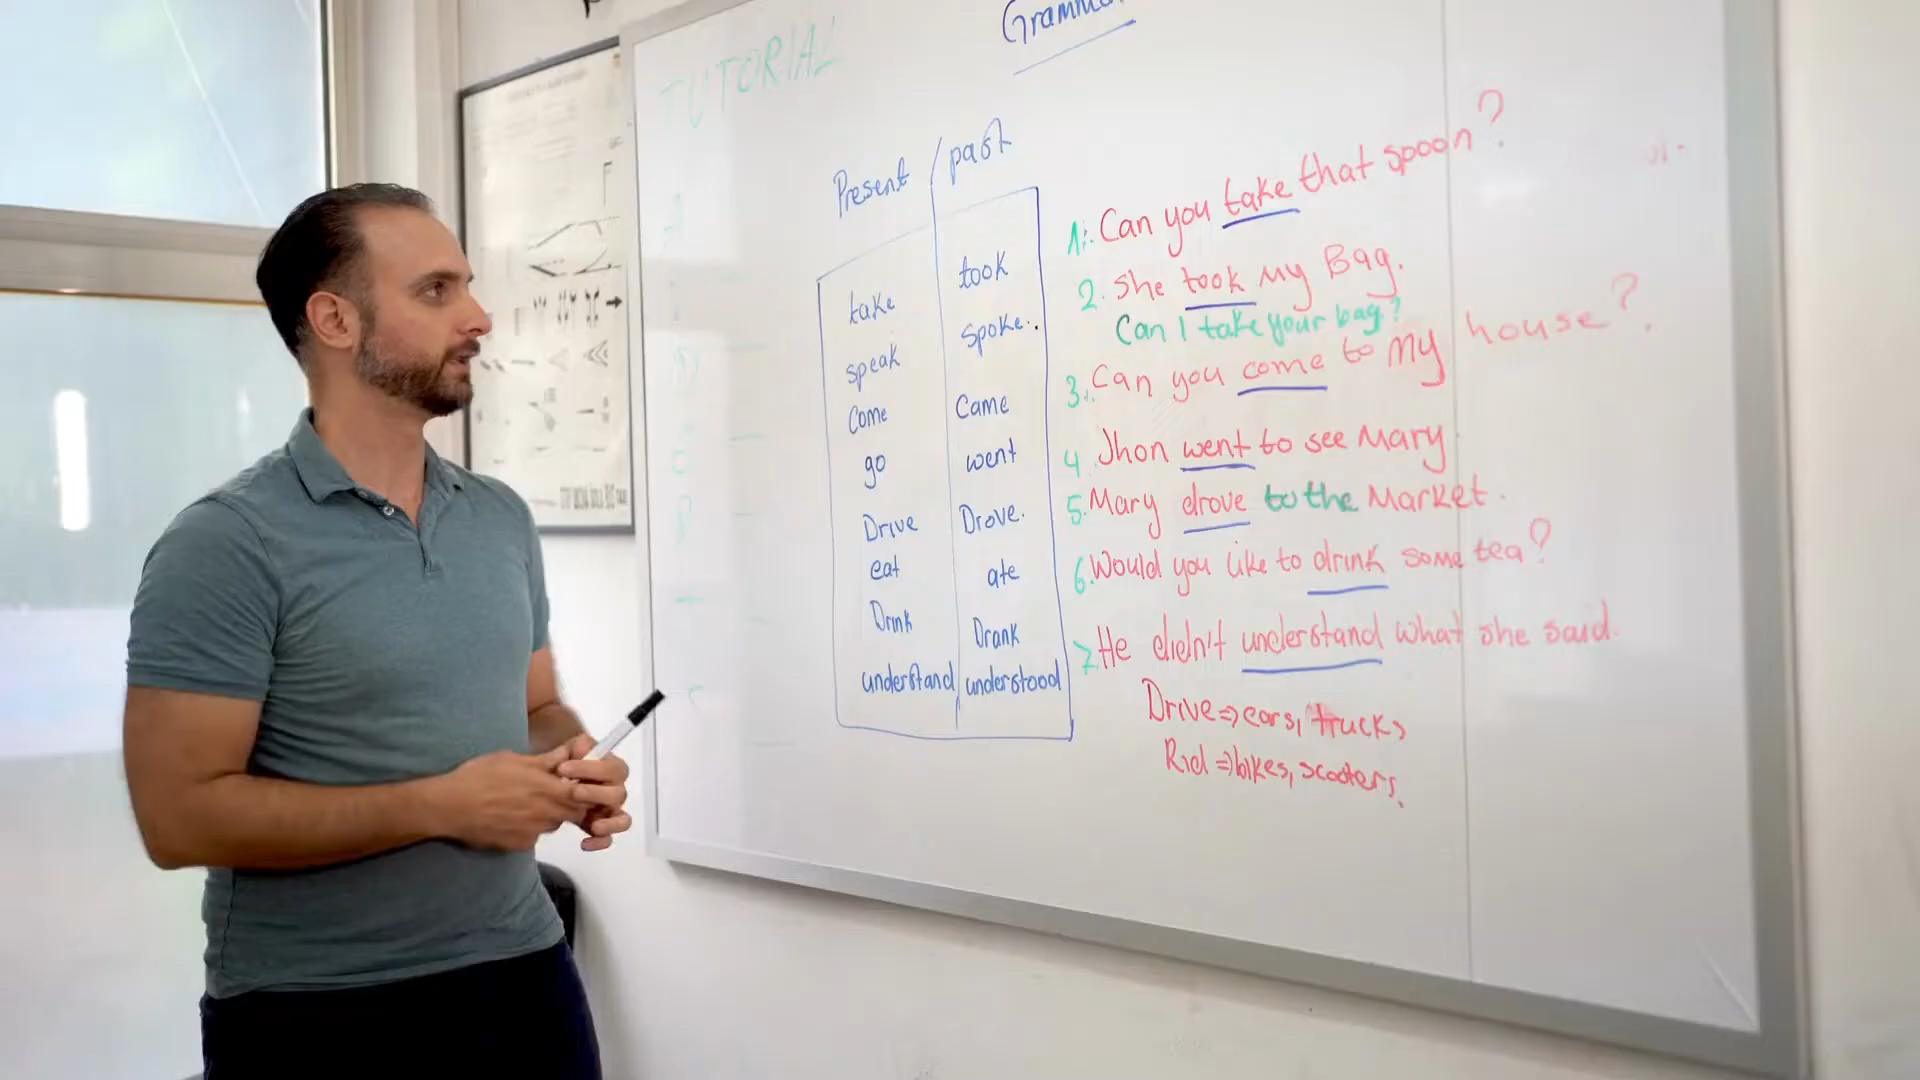 TUTORIAL
Gramma
Present / past
take took
speak spoke.
Come Came
go went
Drive Drove.
eat ate
Drink Drank
understand understood
1. Can you take that spoon?
2. She took my Bag.
Can I take your bag?
3. Can you come to my house?
4 Jhon went to see Mary
5. Mary drove to the Market.
6. Would you like to drink some tea?
7 He didn't understand what she said.
Drive => cars, trucks
Rid => bikes, scooters.